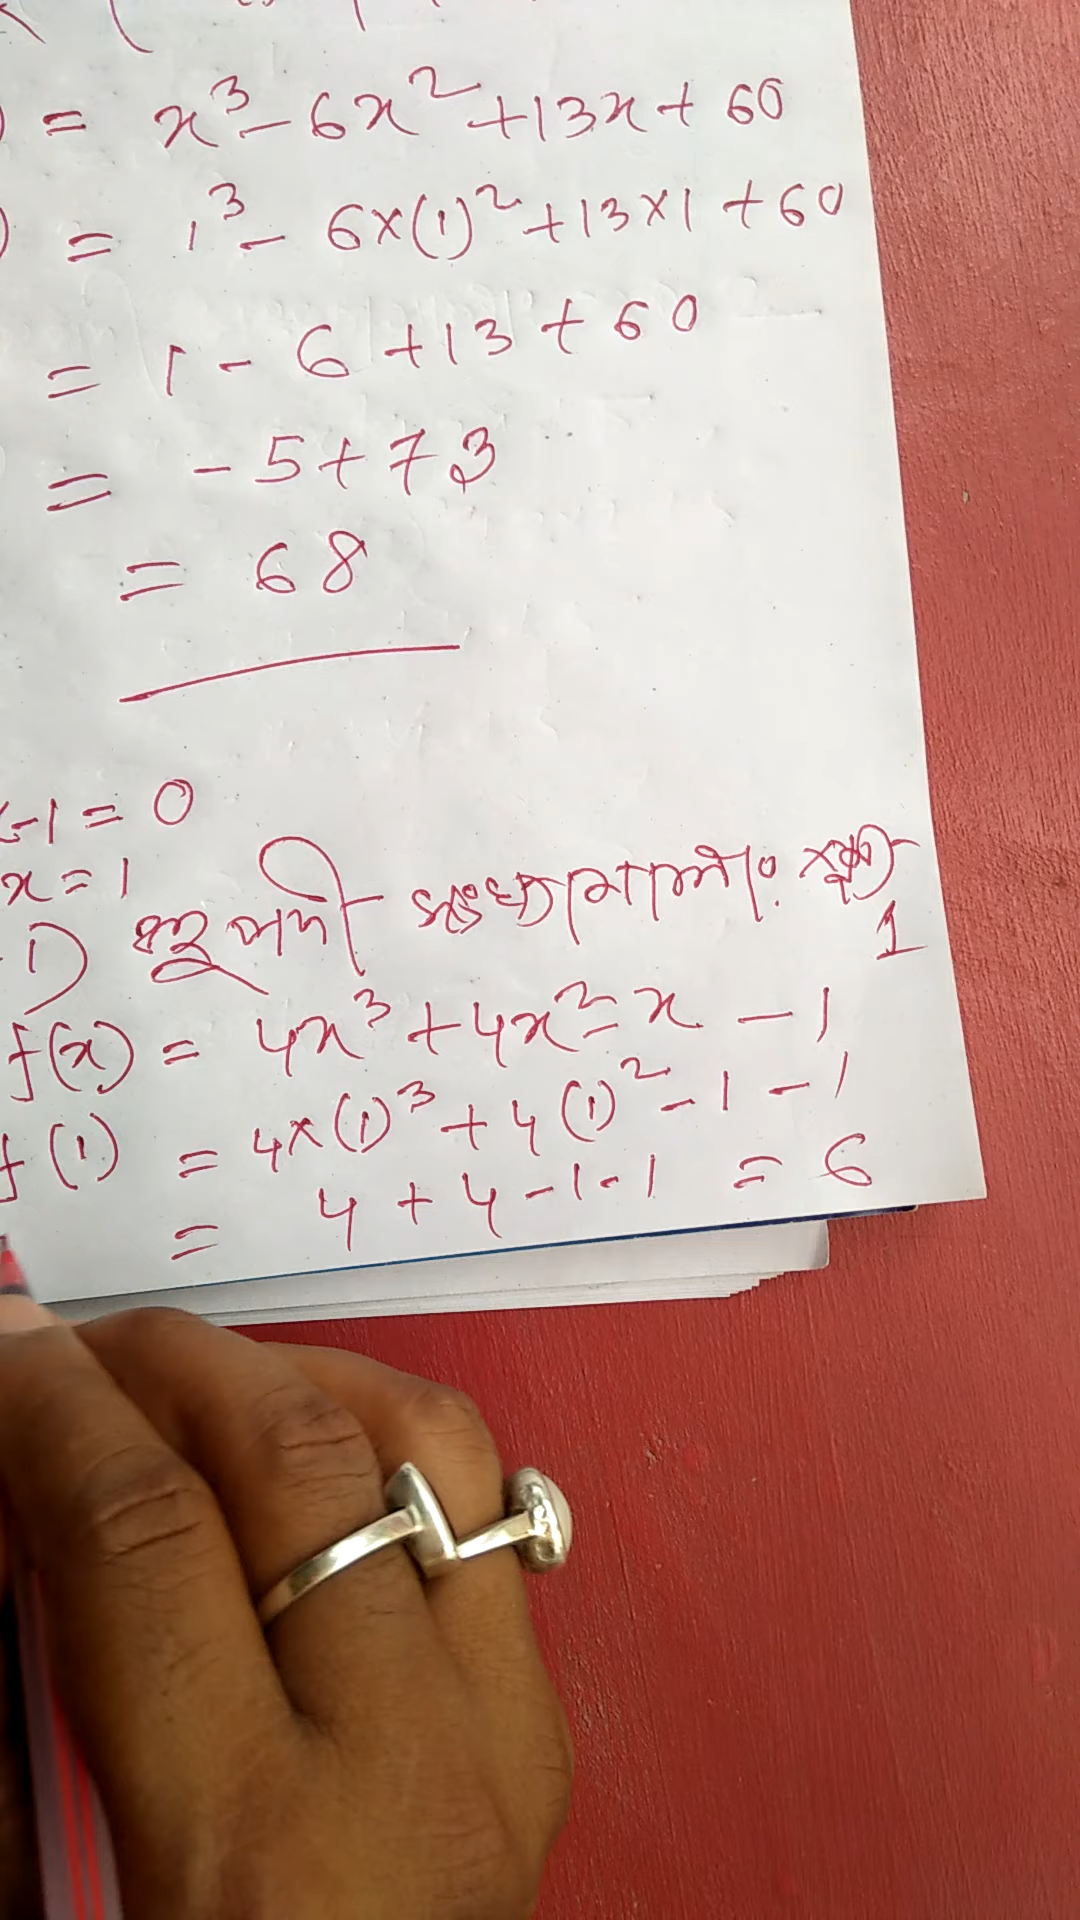 ) = x³ - 6x² + 13x + 60
) = 1³ - 6×(1)² + 13×1 + 60
= 1 - 6 + 13 + 60
= - 5 + 73
= 68
x-1 = 0
x = 1
1)
1
f(x) = 4x³ + 4x² - x - 1
f(1) = 4×(1)³ + 4(1)² - 1 - 1
= 4 + 4 - 1 - 1 = 6